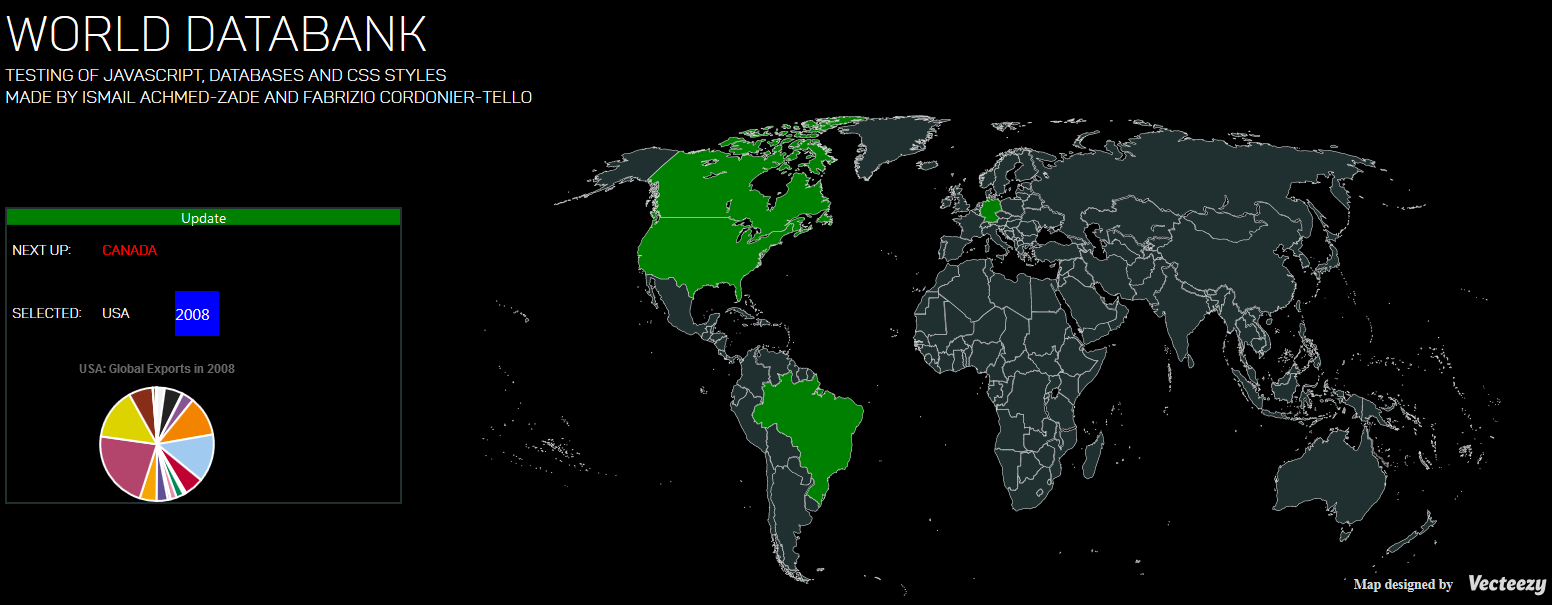 WORLD DATABANK
TESTING OF JAVASCRIPT, DATABASES AND CSS STYLES
MADE BY ISMAIL ACHMED-ZADE AND FABRIZIO CORDONIER-TELLO
Update
NEXT UP: CANADA
SELECTED: USA 2008
USA: Global Exports in 2008
Map designed by Vecteezy